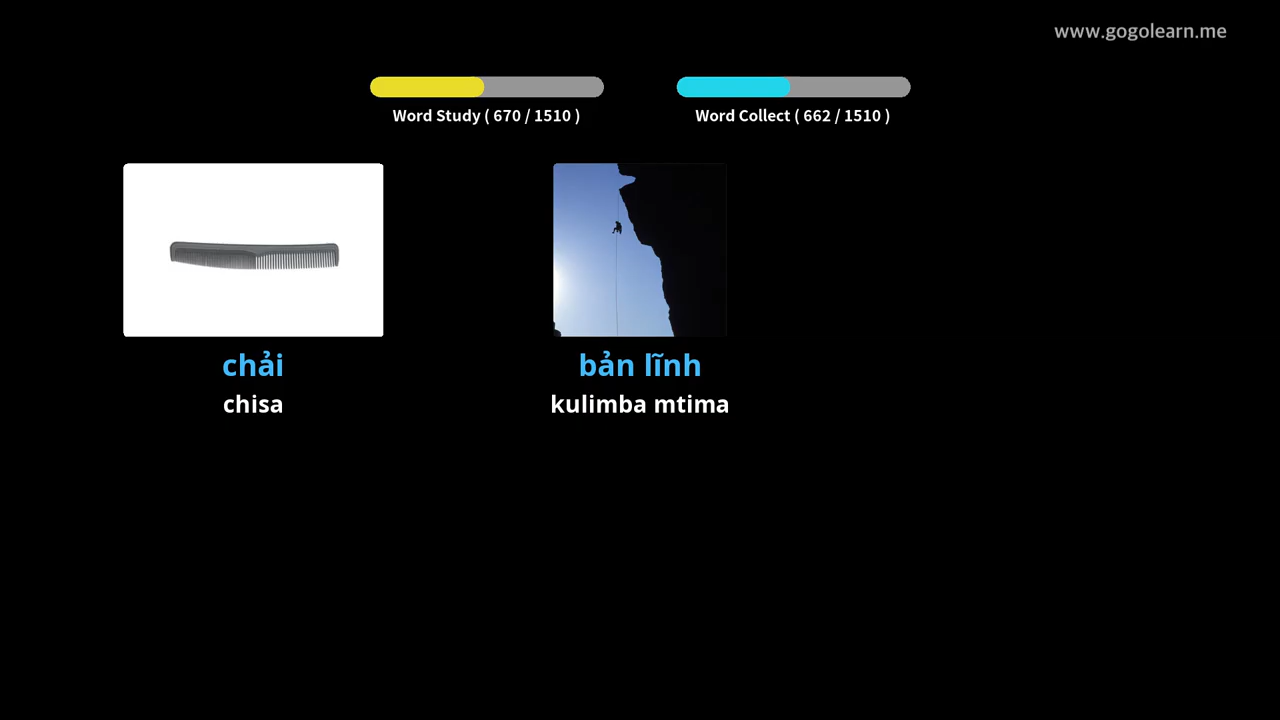 www.gogolearn.me
Word Study ( 670 / 1510 )
Word Collect ( 662 / 1510 )
chải
bản lĩnh
chisa
kulimba mtima